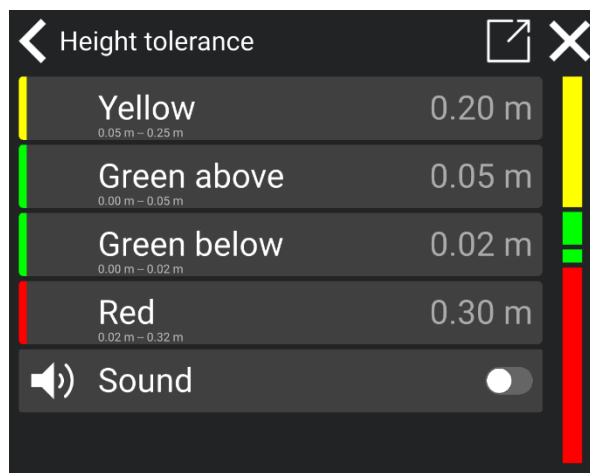 Height tolerance
Yellow 0.20 m
0.05 m – 0.25 m
Green above 0.05 m
0.00 m – 0.05 m
Green below 0.02 m
0.00 m – 0.02 m
Red 0.30 m
0.02 m – 0.32 m
Sound